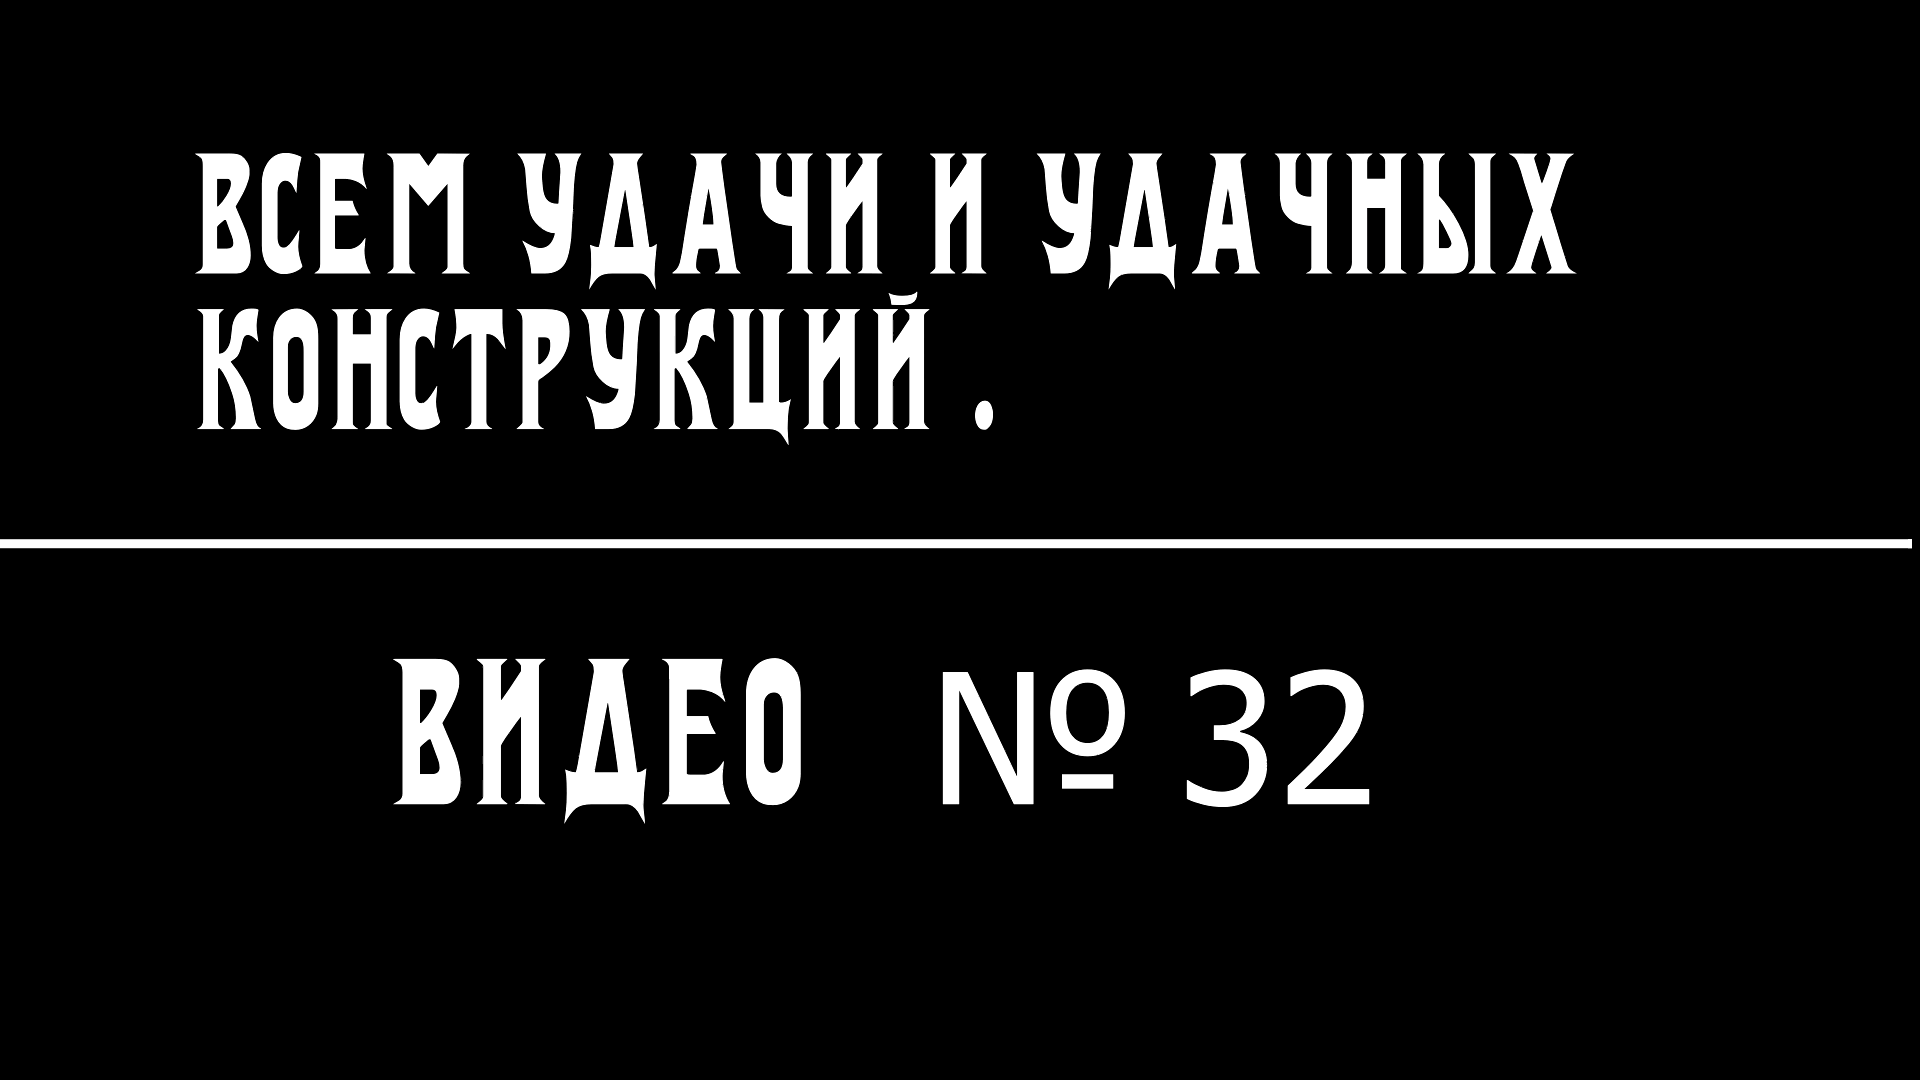 ВСЕМ УДАЧИ И УДАЧНЫХ
КОНСТРУКЦИЙ .
ВИДЕО № 32